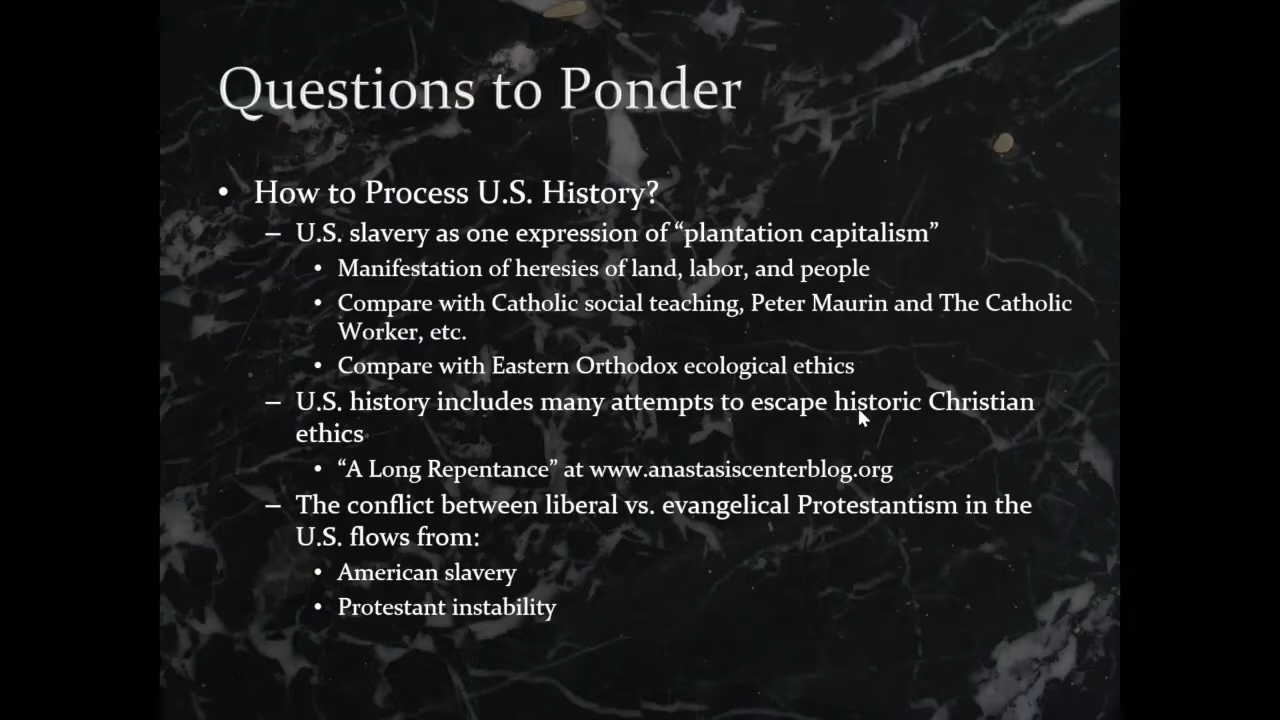 Questions to Ponder
• How to Process U.S. History?
– U.S. slavery as one expression of “plantation capitalism”
• Manifestation of heresies of land, labor, and people
• Compare with Catholic social teaching, Peter Maurin and The Catholic
Worker, etc.
• Compare with Eastern Orthodox ecological ethics
– U.S. history includes many attempts to escape historic Christian
ethics
• “A Long Repentance” at www.anastasiscenterblog.org
– The conflict between liberal vs. evangelical Protestantism in the
U.S. flows from:
• American slavery
• Protestant instability